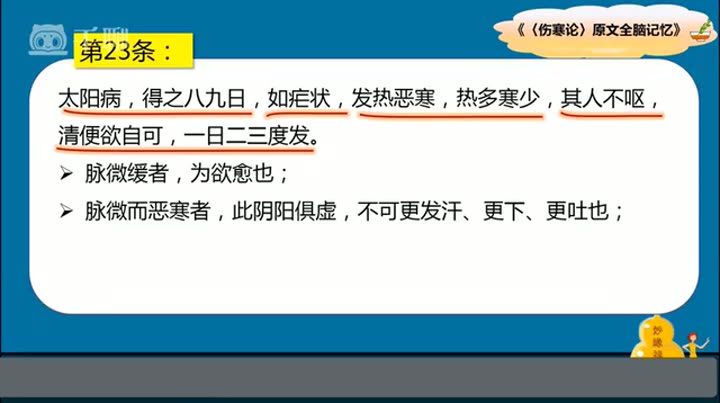 《〈伤寒论〉原文全脑记忆》
第23条：
太阳病，得之八九日，如疟状，发热恶寒，热多寒少，其人不呕，
清便欲自可，一日二三度发。
➢ 脉微缓者，为欲愈也；
➢ 脉微而恶寒者，此阴阳俱虚，不可更发汗、更下、更吐也；
妙
缘